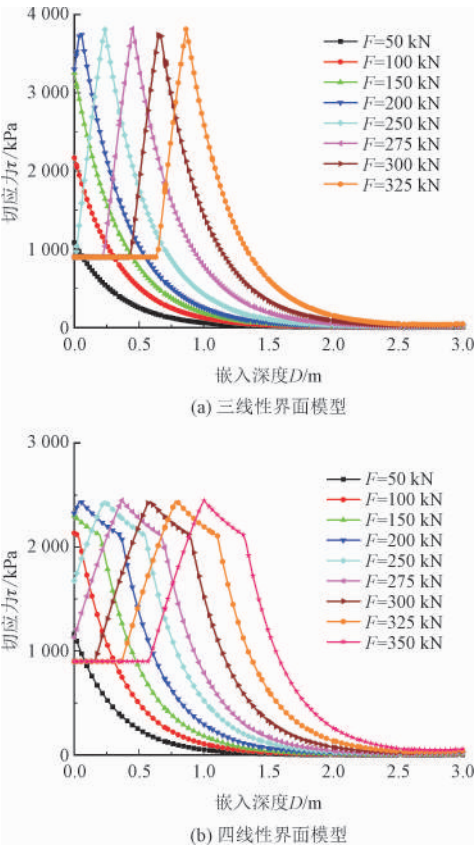 4 000
3 000
2 000
1 000
0
切应力τ/kPa
F=50 kN
F=100 kN
F=150 kN
F=200 kN
F=250 kN
F=275 kN
F=300 kN
F=325 kN
0.0 0.5 1.0 1.5 2.0 2.5 3.0
嵌入深度D/m
(a) 三线性界面模型
3 000
2 000
1 000
0
切应力τ/kPa
F=50 kN
F=100 kN
F=150 kN
F=200 kN
F=250 kN
F=275 kN
F=300 kN
F=325 kN
F=350 kN
0.0 0.5 1.0 1.5 2.0 2.5 3.0
嵌入深度D/m
(b) 四线性界面模型